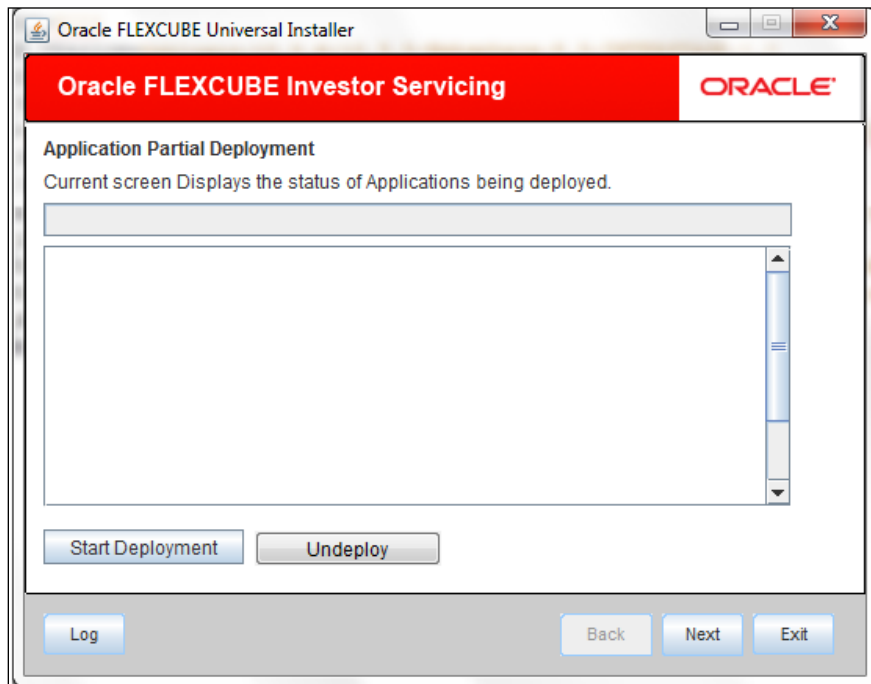 Oracle FLEXCUBE Universal Installer
Oracle FLEXCUBE Investor Servicing
ORACLE
Application Partial Deployment
Current screen Displays the status of Applications being deployed.
Start Deployment Undeploy
Log Back Next Exit